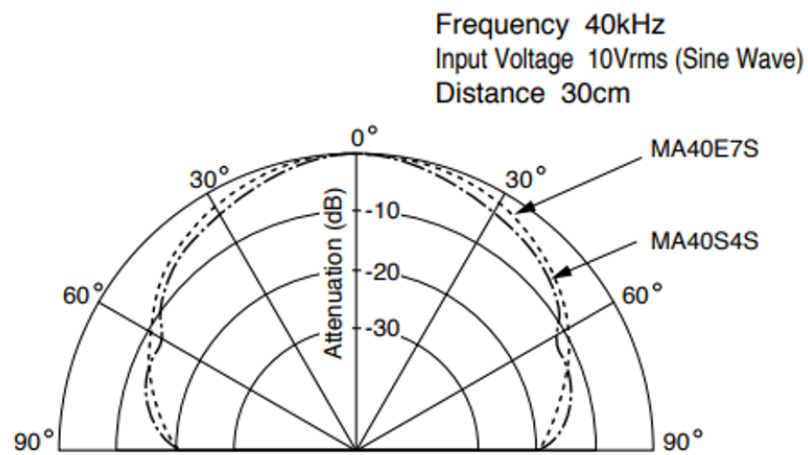 Frequency 40kHz
Input Voltage 10Vrms (Sine Wave)
Distance 30cm
0°
MA40E7S
30°
30°
-10
MA40S4S
-20
60°
60°
-30
Attenuation (dB)
90°
90°